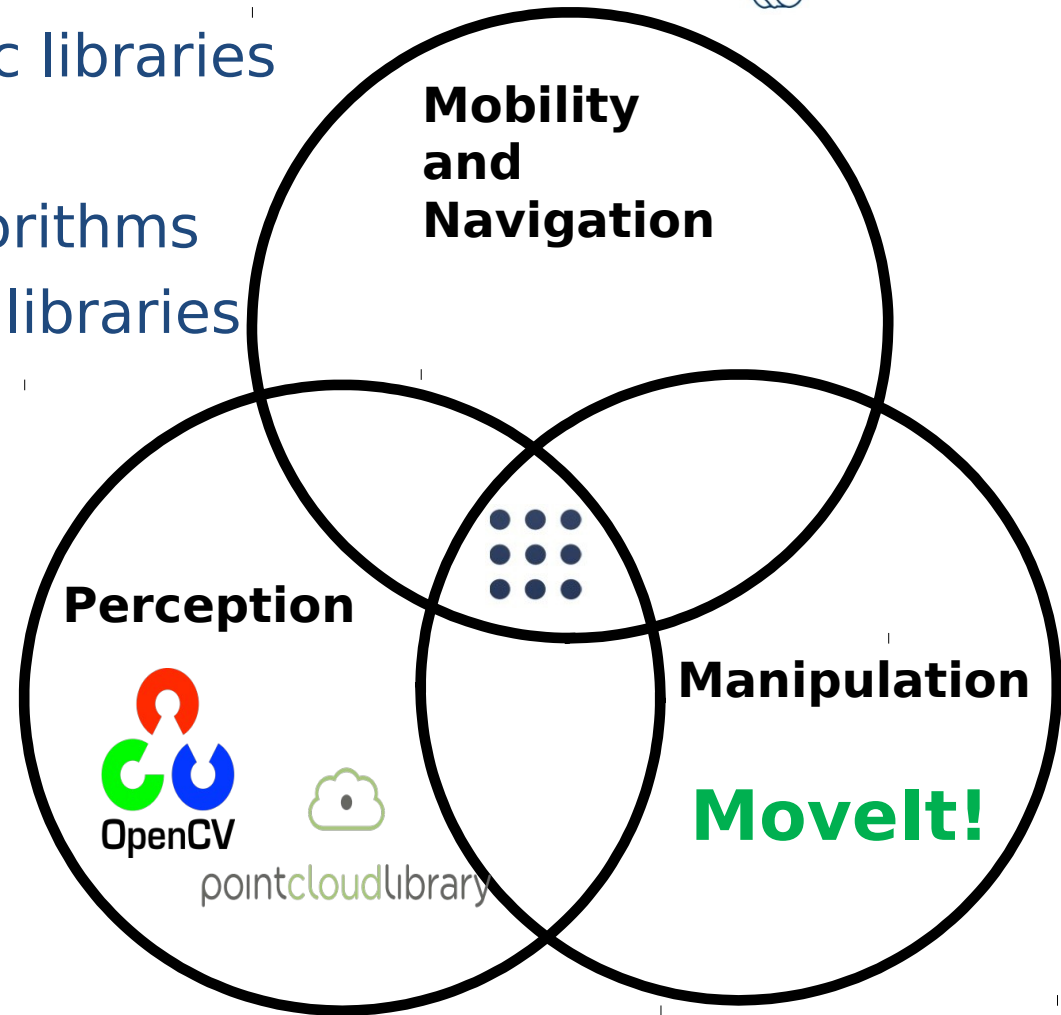 c libraries
orithms
libraries
Mobility
and
Navigation
Perception
OpenCV
pointcloudlibrary
Manipulation
MoveIt!